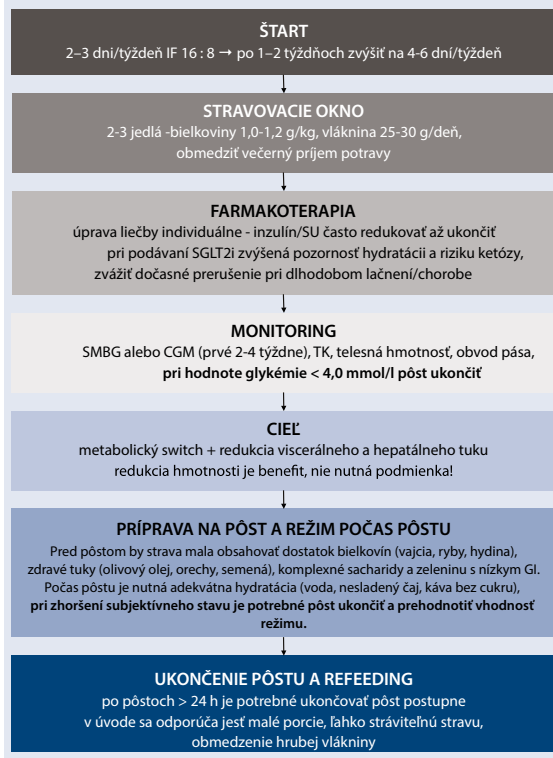 ŠTART
2–3 dni/týždeň IF 16 : 8 → po 1–2 týždňoch zvýšiť na 4-6 dní/týždeň
STRAVOVACIE OKNO
2-3 jedlá -bielkoviny 1,0-1,2 g/kg, vláknina 25-30 g/deň,
obmedziť večerný príjem potravy
FARMAKOTERAPIA
úprava liečby individuálne - inzulín/SU často redukovať až ukončiť
pri podávaní SGLT2i zvýšená pozornosť hydratácii a riziku ketózy,
zvážiť dočasné prerušenie pri dlhodobom lačnení/chorobe
MONITORING
SMBG alebo CGM (prvé 2-4 týždne), TK, telesná hmotnosť, obvod pása,
pri hodnote glykémie < 4,0 mmol/l pôst ukončiť
CIEĽ
metabolický switch + redukcia viscerálneho a hepatálneho tuku
redukcia hmotnosti je benefit, nie nutná podmienka!
PRÍPRAVA NA PÔST A REŽIM POČAS PÔSTU
Pred pôstom by strava mala obsahovať dostatok bielkovín (vajcia, ryby, hydina),
zdravé tuky (olivový olej, orechy, semená), komplexné sacharidy a zeleninu s nízkym GI.
Počas pôstu je nutná adekvátna hydratácia (voda, nesladený čaj, káva bez cukru),
pri zhoršení subjektívneho stavu je potrebné pôst ukončiť a prehodnotiť vhodnosť
režimu.
UKONČENIE PÔSTU A REFEEDING
po pôstoch > 24 h je potrebné ukončovať pôst postupne
v úvode sa odporúča jesť malé porcie, ľahko stráviteľnú stravu,
obmedzenie hrubej vlákniny